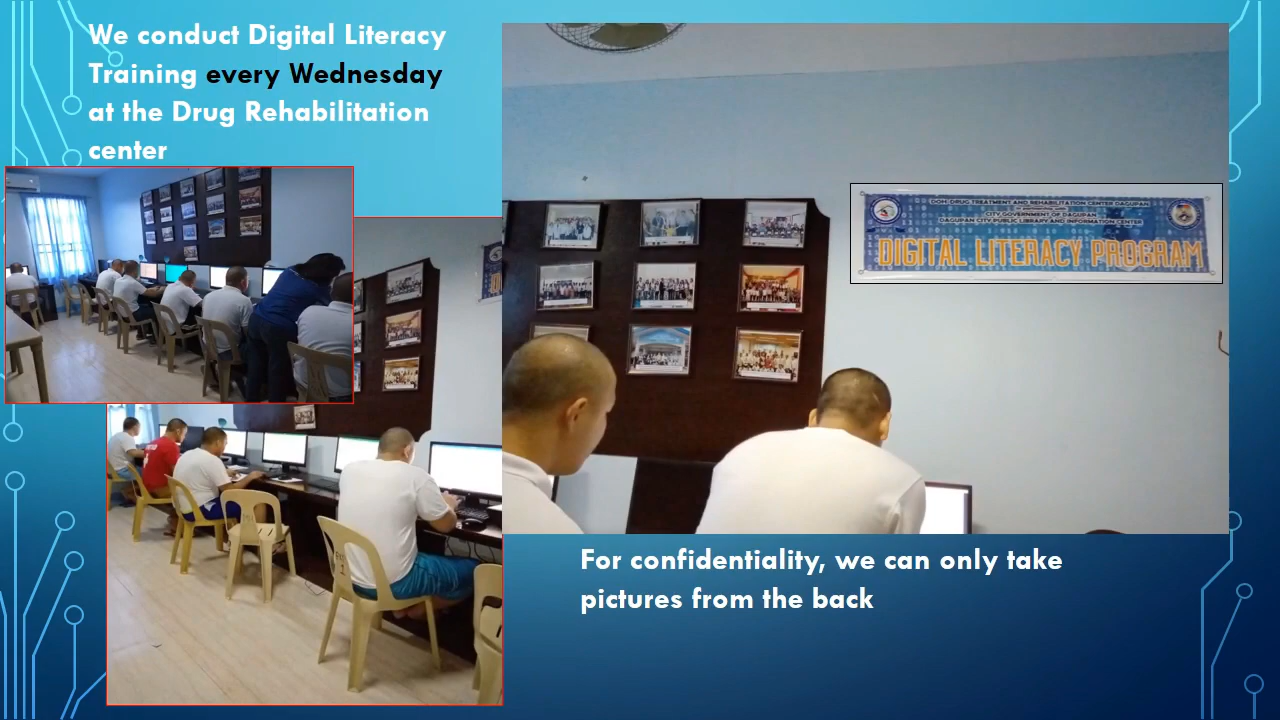 We conduct Digital Literacy
Training every Wednesday
at the Drug Rehabilitation
center
DOH- DRUG TREATMENT AND REHABILITATION CENTER DAGUPAN
CITY GOVERNMENT OF DAGUPAN
DAGUPAN CITY PUBLIC LIBRARY AND INFORMATION CENTER
DIGITAL LITERACY PROGRAM
For confidentiality, we can only take
pictures from the back